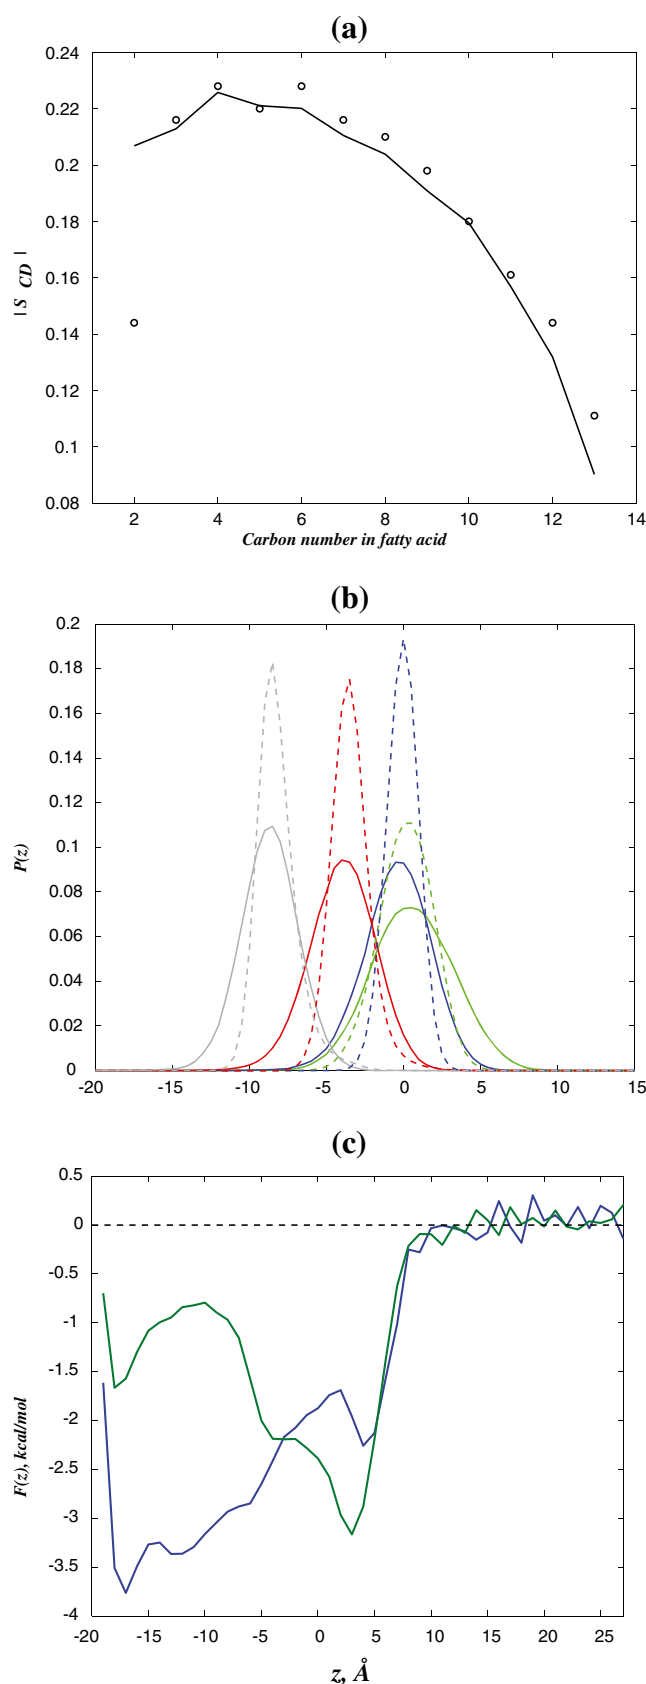 (a)
0.24
0.22
0.2
0.18
0.16
0.14
0.12
0.1
0.08
| S CD |
2 4 6 8 10 12 14
Carbon number in fatty acid
(b)
0.2
0.18
0.16
0.14
0.12
0.1
0.08
0.06
0.04
0.02
0
P(z)
-20 -15 -10 -5 0 5 10 15
(c)
0.5
0
-0.5
-1
-1.5
-2
-2.5
-3
-3.5
-4
F(z), kcal/mol
-20 -15 -10 -5 0 5 10 15 20 25
z, Å